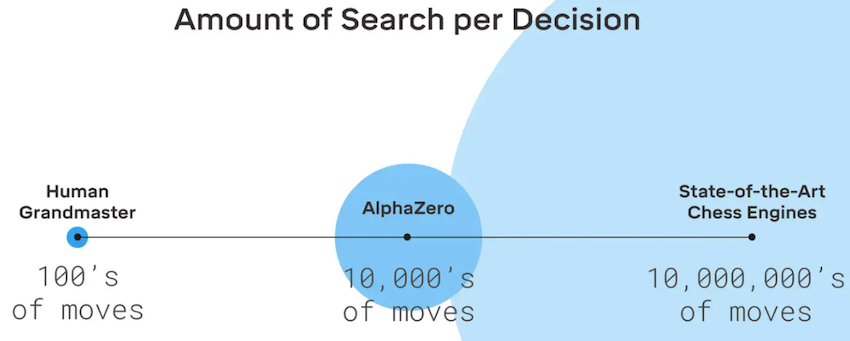 Amount of Search per Decision
Human
Grandmaster
100's
of moves
AlphaZero
10,000's
of moves
State-of-the-Art
Chess Engines
10,000,000's
of moves